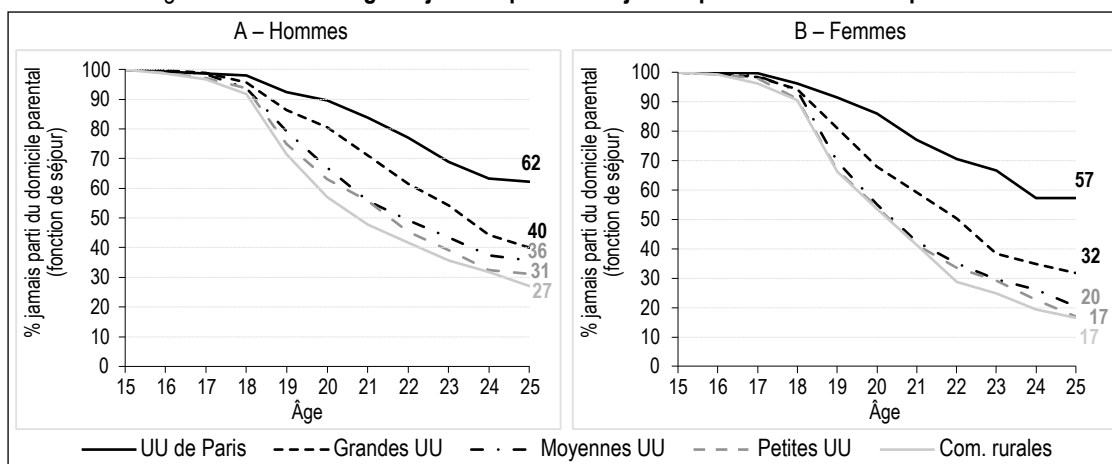 A – Hommes
% jamais parti du domicile parental
(fonction de séjour)
100
90
80
70
60
50
40
30
20
10
0
62
40
36
31
27
15 16 17 18 19 20 21 22 23 24 25
Âge
B – Femmes
% jamais parti du domicile parental
(fonction de séjour)
100
90
80
70
60
50
40
30
20
10
0
57
32
20
17
17
15 16 17 18 19 20 21 22 23 24 25
Âge
UU de Paris Grandes UU Moyennes UU Petites UU Com. rurales